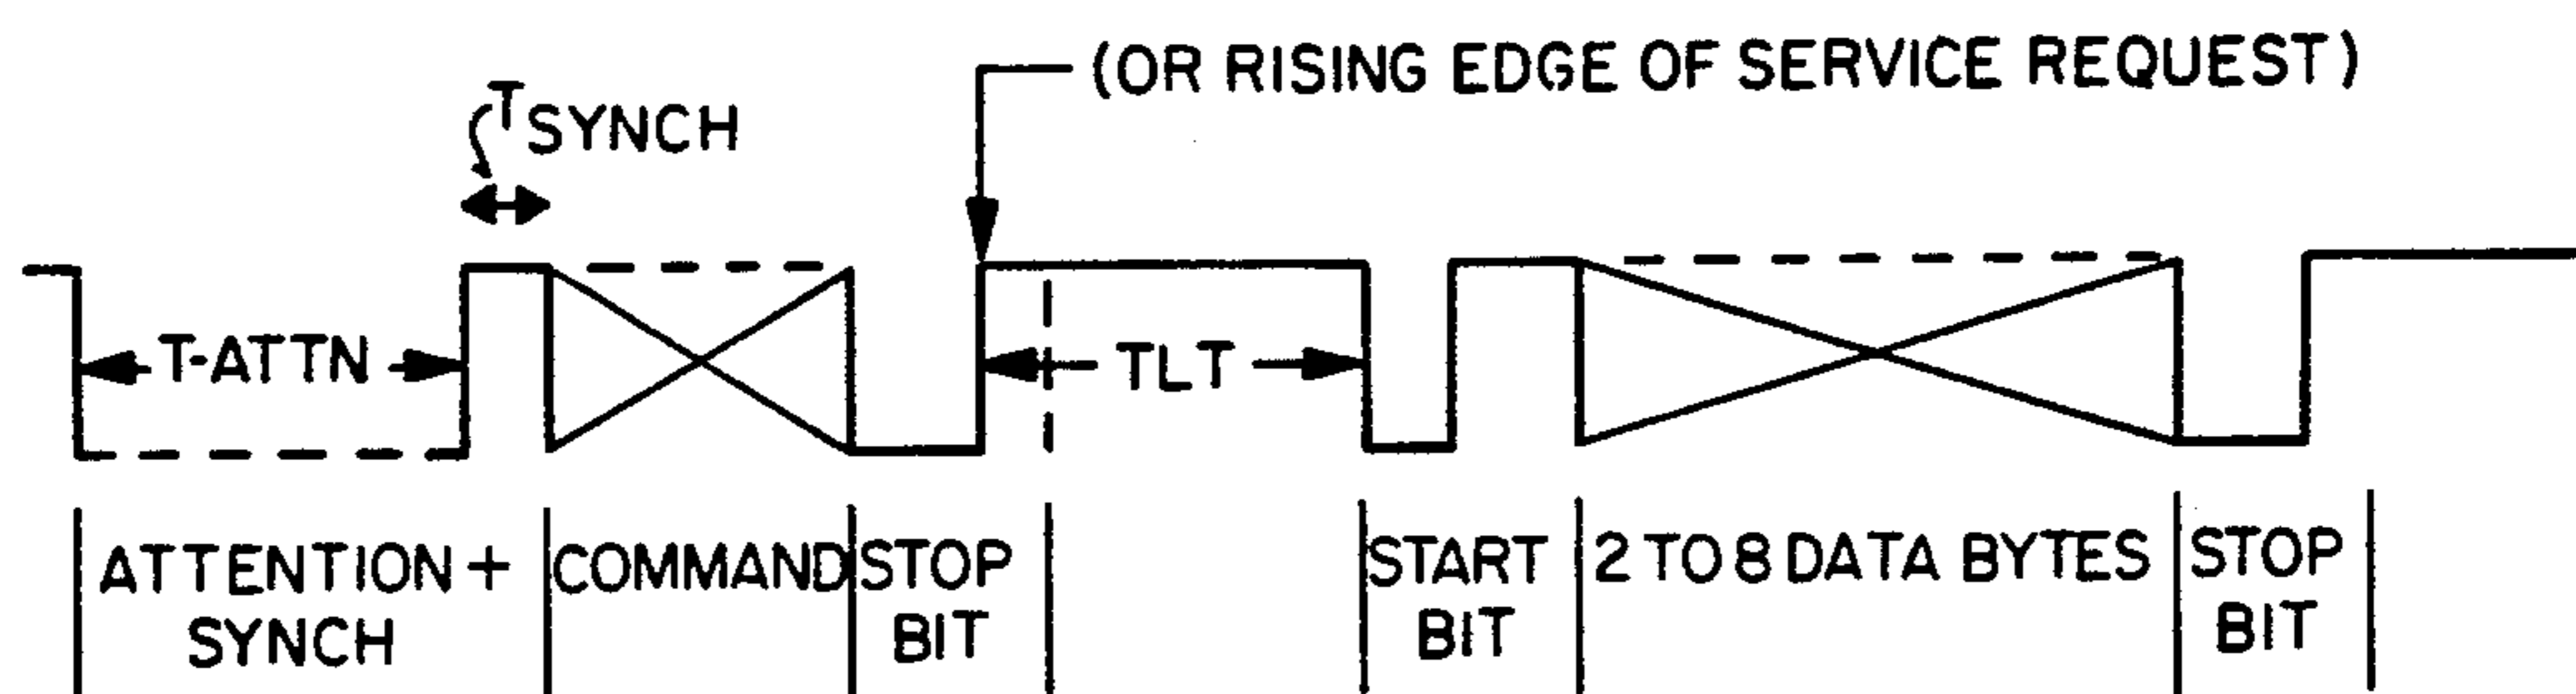 (OR RISING EDGE OF SERVICE REQUEST)
TSYNCH
T-ATTN
TLT
ATTENTION +
SYNCH
COMMAND
STOP
BIT
START
BIT
2 TO 8 DATA BYTES
STOP
BIT